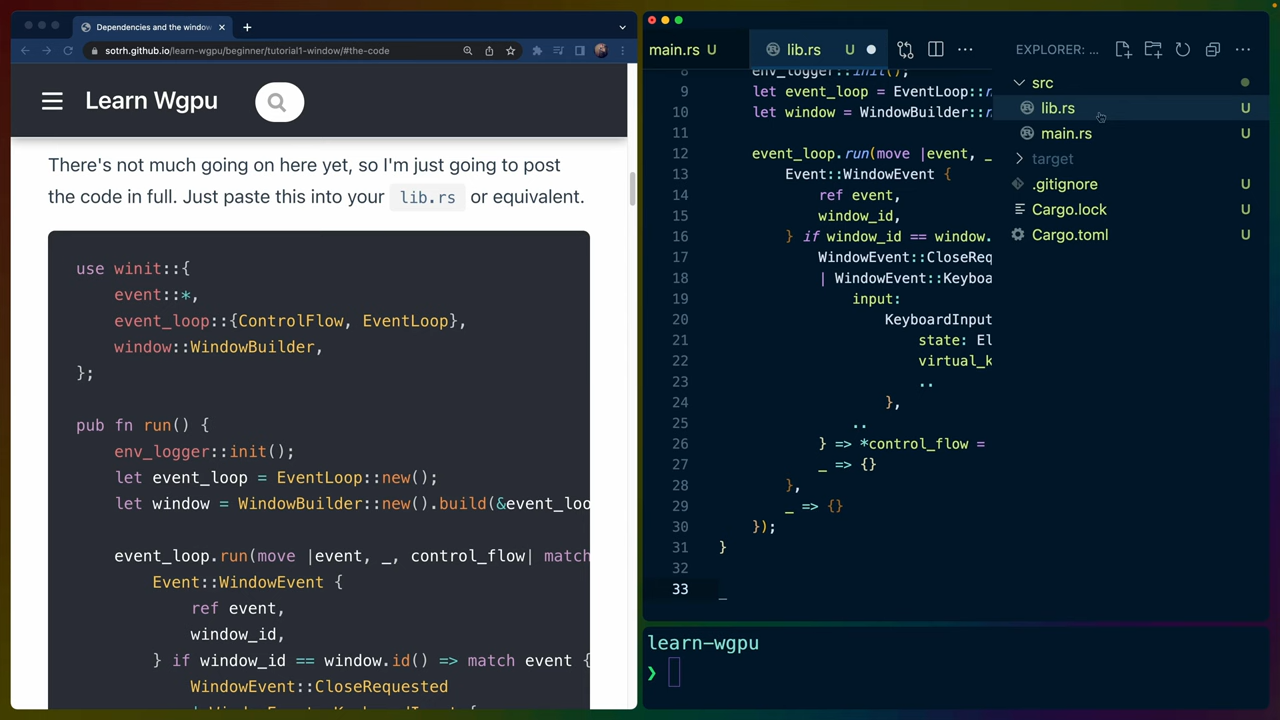 Dependencies and the window
sotrh.github.io/learn-wgpu/beginner/tutorial1-window/#the-code
Learn Wgpu
There's not much going on here yet, so I'm just going to post
the code in full. Just paste this into your lib.rs or equivalent.
use winit::{
event::*,
event_loop::{ControlFlow, EventLoop},
window::WindowBuilder,
};
pub fn run() {
env_logger::init();
let event_loop = EventLoop::new();
let window = WindowBuilder::new().build(&event_loo
event_loop.run(move |event, _, control_flow| match
Event::WindowEvent {
ref event,
window_id,
} if window_id == window.id() => match event {
WindowEvent::CloseRequested
main.rs U
lib.rs U
EXPLORER: ...
8 env_logger::init();
9 let event_loop = EventLoop::n
10 let window = WindowBuilder::n
11
12 event_loop.run(move |event, _
13 Event::WindowEvent {
14 ref event,
15 window_id,
16 } if window_id == window.
17 WindowEvent::CloseReq
18 | WindowEvent::Keyboa
19 input:
20 KeyboardInput
21 state: El
22 virtual_k
23 ..
24 },
25 ..
26 } => *control_flow =
27 _ => {}
28 },
29 _ => {}
30 });
31 }
32
33
src
lib.rs U
main.rs U
target
.gitignore U
Cargo.lock U
Cargo.toml U
learn-wgpu
❯